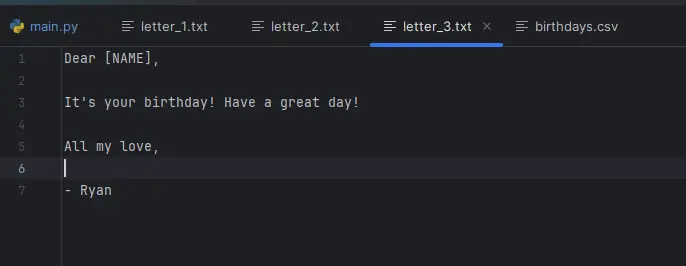 main.py letter_1.txt letter_2.txt letter_3.txt birthdays.csv
1 Dear [NAME],
2
3 It's your birthday! Have a great day!
4
5 All my love,
6
7 - Ryan